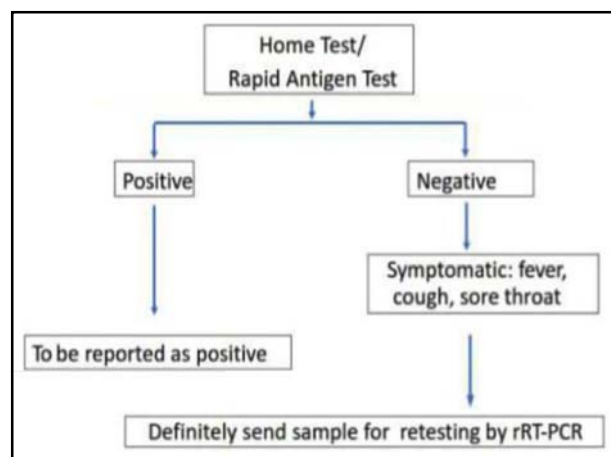 Home Test/
Rapid Antigen Test
Positive
Negative
Symptomatic: fever,
cough, sore throat
To be reported as positive
Definitely send sample for retesting by rRT-PCR